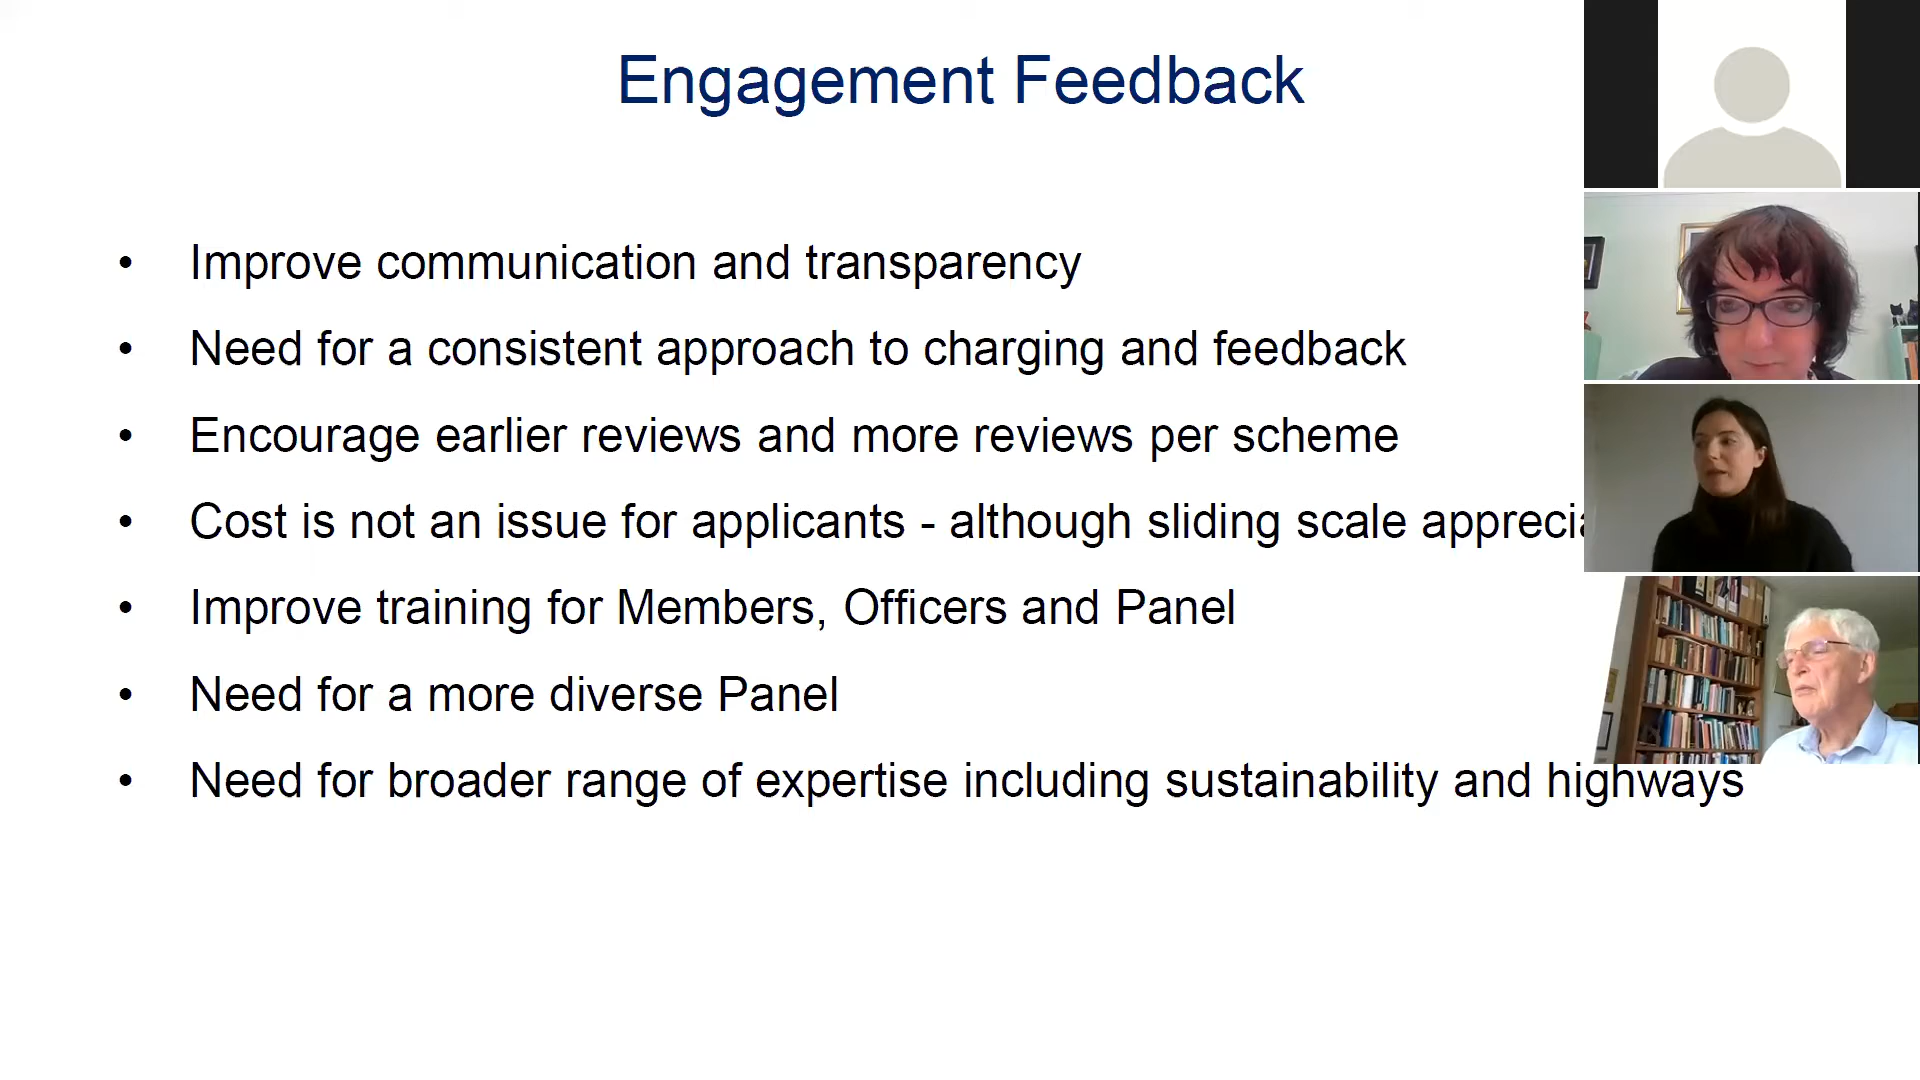 Engagement Feedback
• Improve communication and transparency
• Need for a consistent approach to charging and feedback
• Encourage earlier reviews and more reviews per scheme
• Cost is not an issue for applicants - although sliding scale
• Improve training for Members, Officers and Panel
• Need for a more diverse Panel
• Need for broader range of expertise including sustainability and highways